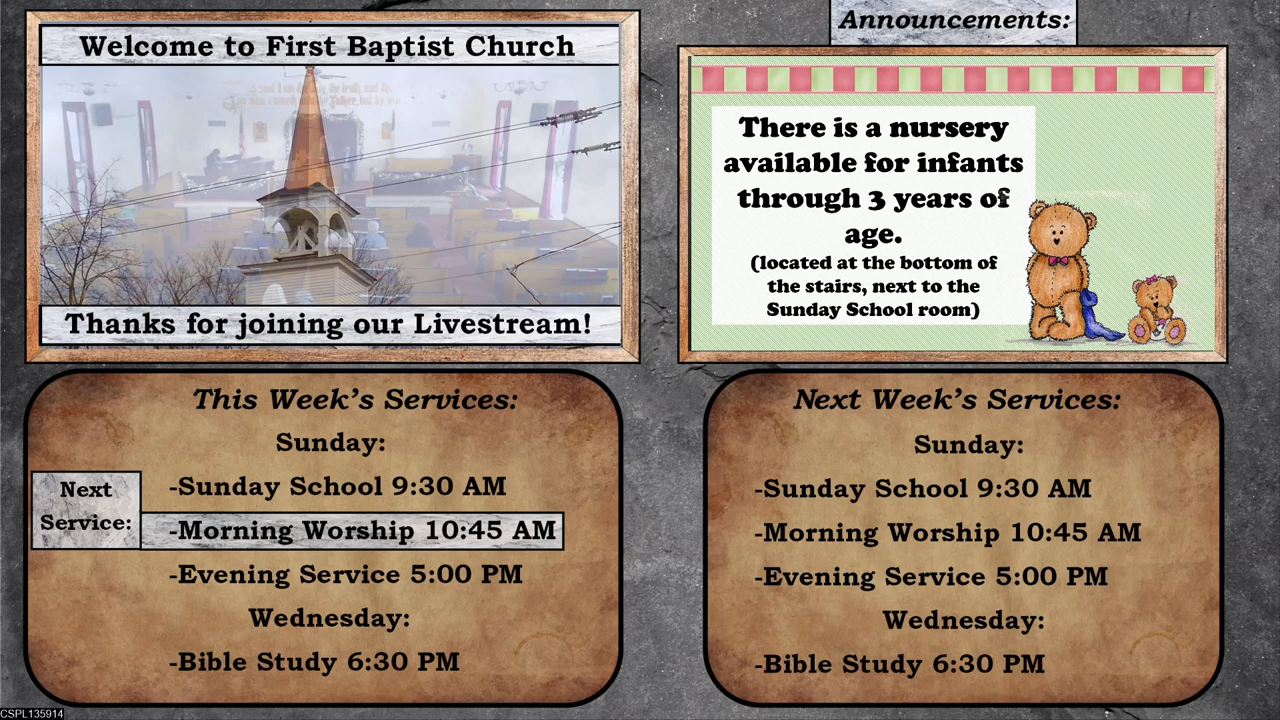 Welcome to First Baptist Church
Thanks for joining our Livestream!
Announcements:
There is a nursery
available for infants
through 3 years of
age.
(located at the bottom of
the stairs, next to the
Sunday School room)
This Week's Services:
Sunday:
-Sunday School 9:30 AM
Next
Service:
-Morning Worship 10:45 AM
-Evening Service 5:00 PM
Wednesday:
-Bible Study 6:30 PM
Next Week's Services:
Sunday:
-Sunday School 9:30 AM
-Morning Worship 10:45 AM
-Evening Service 5:00 PM
Wednesday:
-Bible Study 6:30 PM
CSPL135914